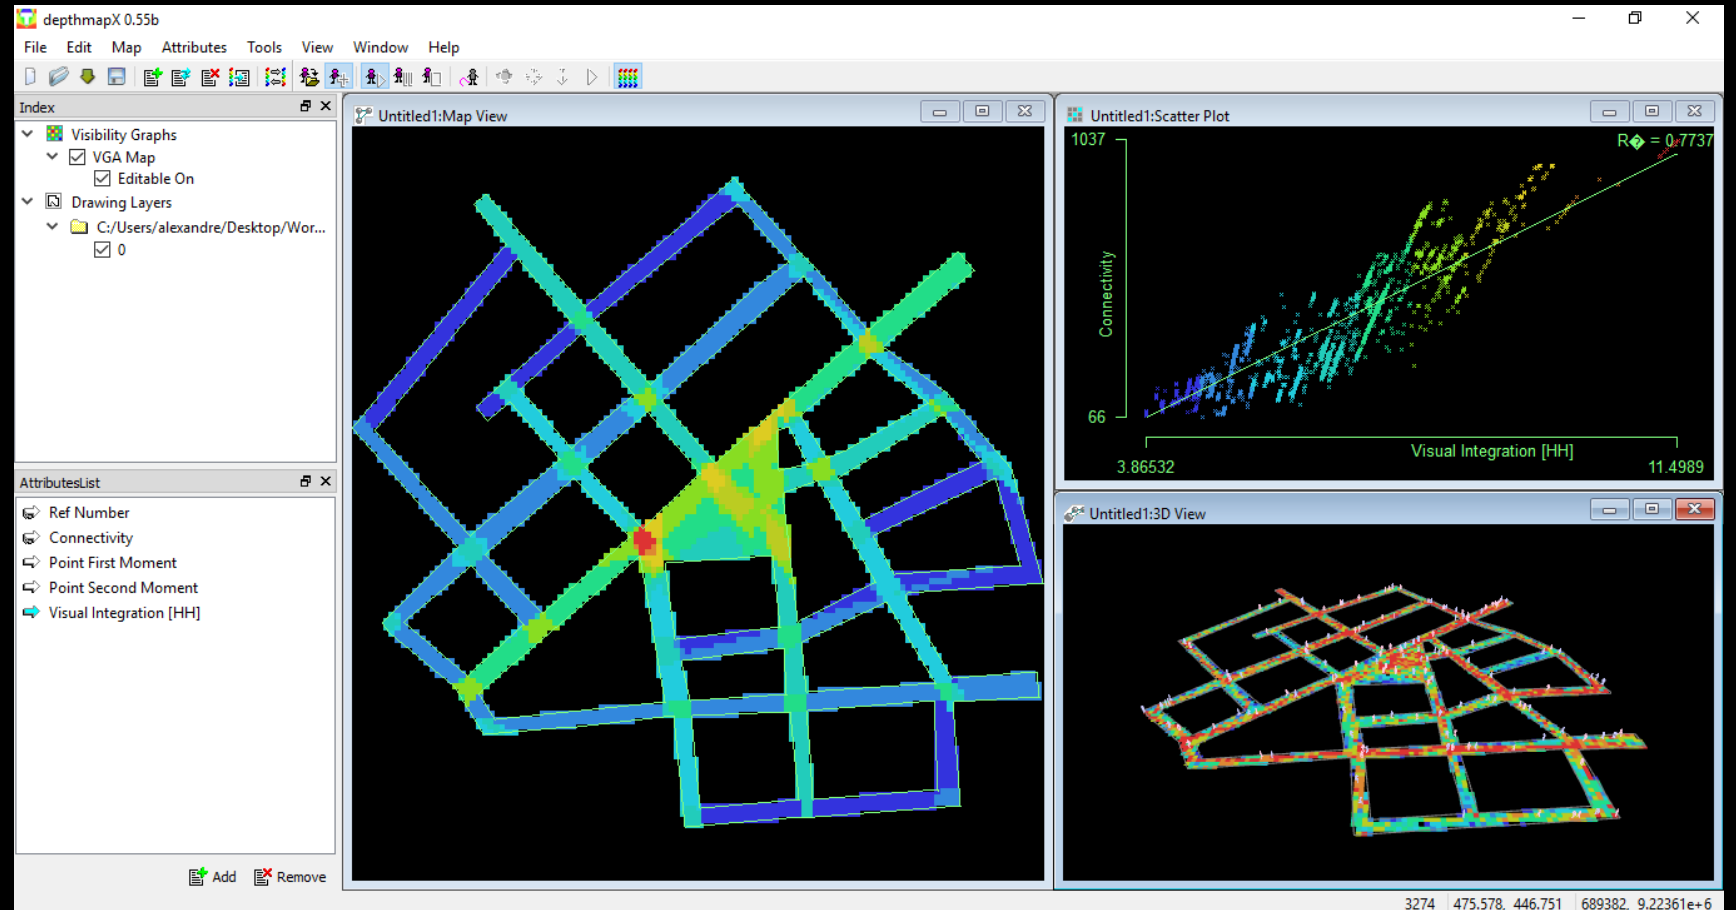 depthmapX 0.55b
File Edit Map Attributes Tools View Window Help
Index
Visibility Graphs
VGA Map
Editable On
Drawing Layers
C:/Users/alexandre/Desktop/Wor...
0
AttributesList
Ref Number
Connectivity
Point First Moment
Point Second Moment
Visual Integration [HH]
Add Remove
Untitled1:Map View
Untitled1:Scatter Plot
1037
R� = 0.7737
Connectivity
66
Visual Integration [HH]
3.86532 11.4989
Untitled1:3D View
3274 475.578, 446.751 689382, 9.22361e+6